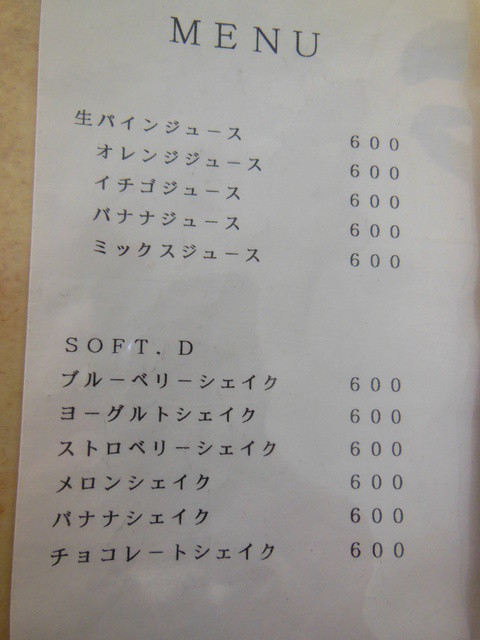 MENU
生パインジュース 600
オレンジジュース 600
イチゴジュース 600
バナナジュース 600
ミックスジュース 600
SOFT. D
ブルーベリーシェイク 600
ヨーグルトシェイク 600
ストロベリーシェイク 600
メロンシェイク 600
バナナシェイク 600
チョコレートシェイク 600